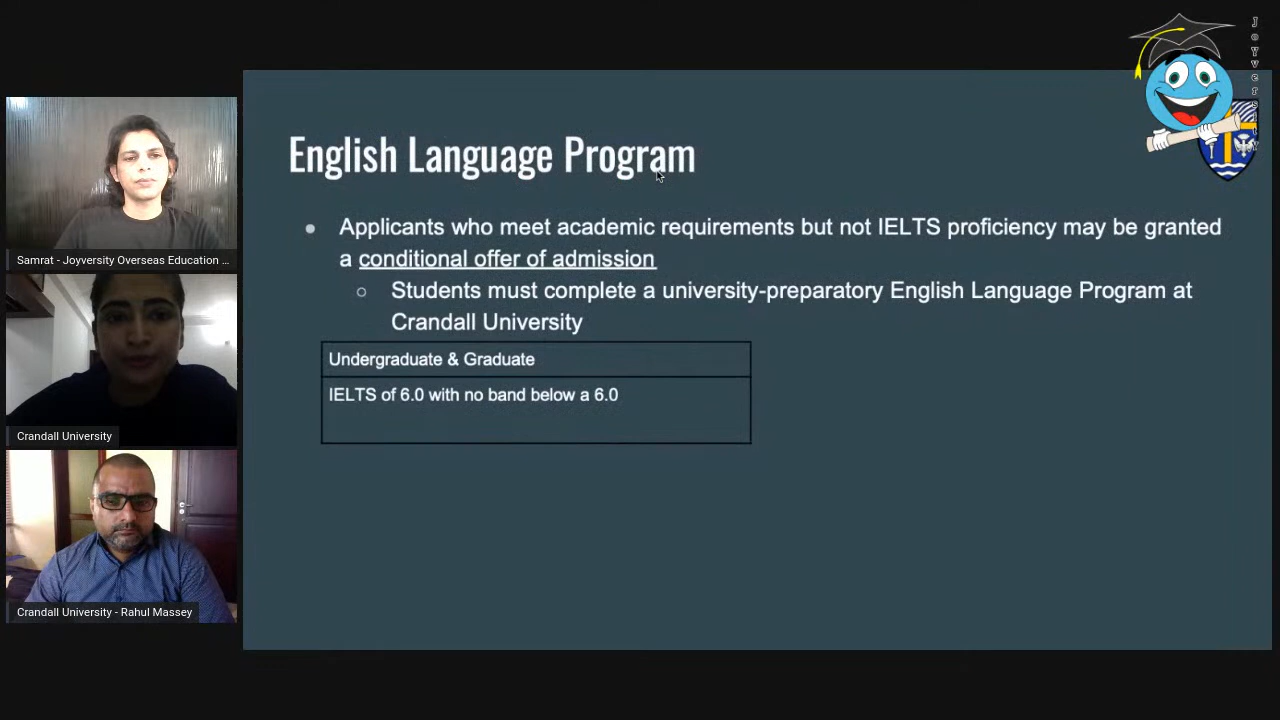 Joyversity
English Language Program
Applicants who meet academic requirements but not IELTS proficiency may be granted
a conditional offer of admission
Students must complete a university-preparatory English Language Program at
Crandall University
Undergraduate & Graduate
IELTS of 6.0 with no band below a 6.0
Samrat - Joyversity Overseas Education ...
Crandall University
Crandall University - Rahul Massey